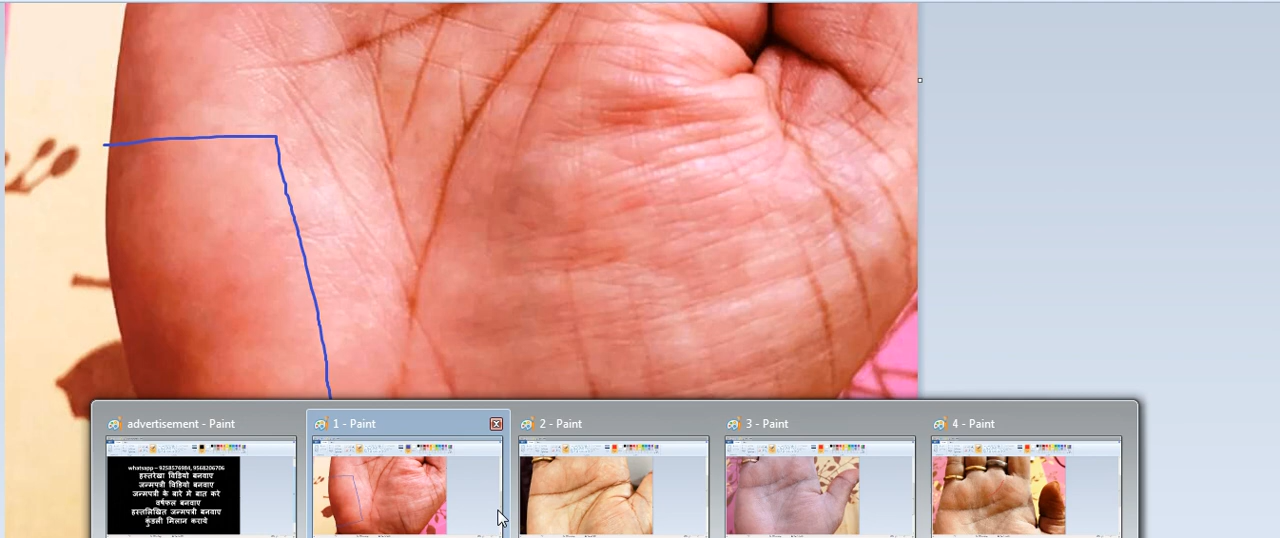 advertisement - Paint
1 - Paint
2 - Paint
3 - Paint
4 - Paint
whatsapp – 9258576984, 9568206706
हस्तरेखा विडियो बनवाए
जन्मपत्री विडियो बनवाए
जन्मपत्री के बारे मे बात करे
वर्षफल बनवाए
हस्तलिखित जन्मपत्री बनवाए
कुंडली मिलान कराये